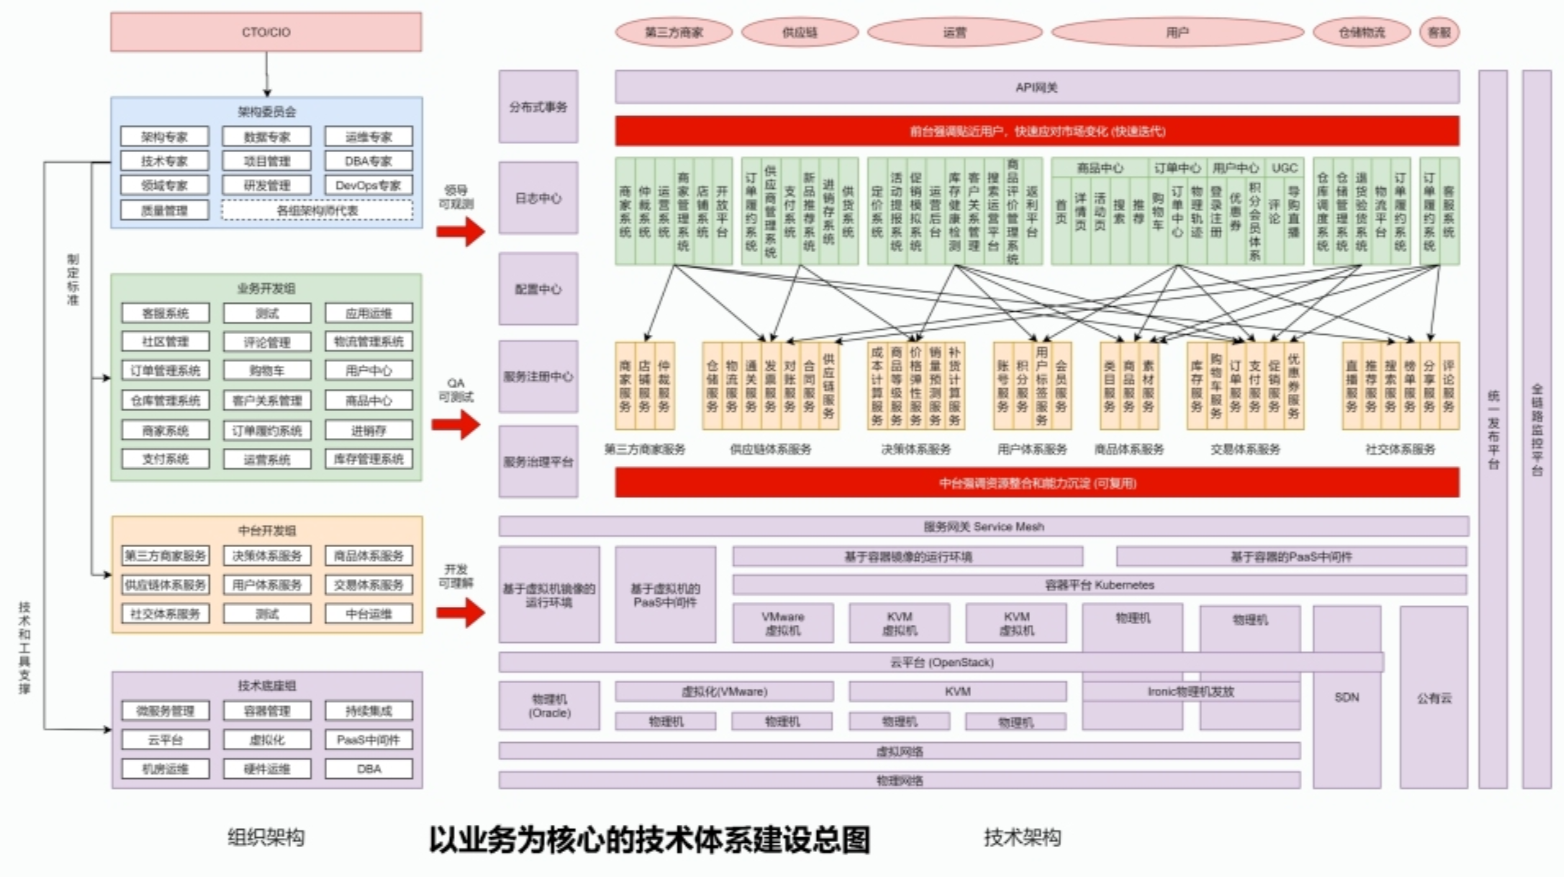 CTO/CIO
架构委员会
架构专家
数据专家
运维专家
技术专家
项目管理
DBA专家
领域专家
研发管理
DevOps专家
质量管理
各组架构师代表
制定标准
技术和工具支撑
业务开发组
客服系统
测试
应用运维
社区管理
评论管理
物流管理系统
订单管理系统
购物车
用户中心
仓库管理系统
客户关系管理
商品中心
商家系统
订单履约系统
进销存
支付系统
运营系统
库存管理系统
中台开发组
第三方商家服务
决策体系服务
商品体系服务
供应链体系服务
用户体系服务
交易体系服务
社交体系服务
测试
中台运维
技术底座组
微服务管理
容器管理
持续集成
云平台
虚拟化
PaaS中间件
机房运维
硬件运维
DBA
组织架构
领导
可观测
QA
可测试
开发
可理解
分布式事务
日志中心
配置中心
服务注册中心
服务治理平台
第三方商家
供应链
运营
用户
仓储物流
客服
API网关
前台强调贴近用户，快速应对市场变化 (快速迭代)
商家系统
仲裁系统
运营系统
商家管理系统
店铺系统
开放平台
订单履约系统
供应商管理系统
支付系统
新品推荐系统
进销存系统
供货系统
定价系统
活动提报系统
促销模拟系统
运营后台
库存健康检测
客户关系管理
搜索运营平台
商品评价管理系统
返利平台
商品中心
订单中心
用户中心
UGC
首页
详情页
活动页
搜索
推荐
购物车
订单中心
物理轨迹
登录注册
优惠券
积分会员体系
评论
导购直播
仓库调度系统
仓储管理系统
退货验货系统
物流平台
订单履约系统
订单履约系统
客服系统
商家服务
店铺服务
仲裁服务
仓储服务
物流服务
通关服务
发票服务
对账服务
合同服务
供应链服务
成本计算服务
商品等级服务
价格弹性服务
销量预测服务
补货计算服务
账号服务
积分服务
用户标签服务
会员服务
类目服务
商品服务
素材服务
库存服务
购物车服务
订单服务
支付服务
促销服务
优惠券服务
直播服务
推荐服务
搜索服务
榜单服务
分享服务
评论服务
第三方商家服务
供应链体系服务
决策体系服务
用户体系服务
商品体系服务
交易体系服务
社交体系服务
中台强调资源整合和能力沉淀 (可复用)
服务网关 Service Mesh
基于虚拟机镜像的
运行环境
基于虚拟机的
PaaS中间件
基于容器镜像的运行环境
基于容器的PaaS中间件
容器平台 Kubernetes
VMware
虚拟机
KVM
虚拟机
KVM
虚拟机
物理机
物理机
云平台 (OpenStack)
物理机
(Oracle)
虚拟化(VMware)
KVM
Ironic物理机发放
物理机
物理机
物理机
物理机
虚拟网络
物理网络
SDN
公有云
统一发布平台
全链路监控平台
以业务为核心的技术体系建设总图
技术架构